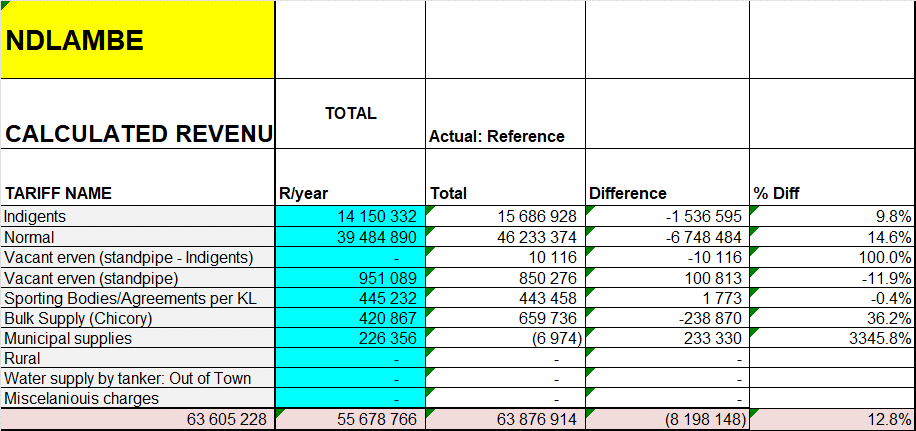 NDLAMBE
TOTAL
CALCULATED REVENU Actual: Reference
TARIFF NAME R/year Total Difference % Diff
Indigents 14 150 332 15 686 928 -1 536 595 9.8%
Normal 39 484 890 46 233 374 -6 748 484 14.6%
Vacant erven (standpipe - Indigents) - 10 116 -10 116 100.0%
Vacant erven (standpipe) 951 089 850 276 100 813 -11.9%
Sporting Bodies/Agreements per KL 445 232 443 458 1 773 -0.4%
Bulk Supply (Chicory) 420 867 659 736 -238 870 36.2%
Municipal supplies 226 356 (6 974) 233 330 3345.8%
Rural - - -
Water supply by tanker: Out of Town - - -
Miscelaniouis charges - - -
63 605 228 55 678 766 63 876 914 (8 198 148) 12.8%